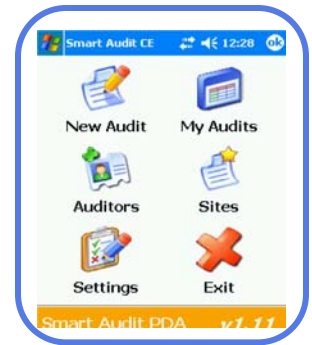 Smart Audit CE 12:28 ok
New Audit My Audits
Auditors Sites
Settings Exit
Smart Audit PDA v1.11